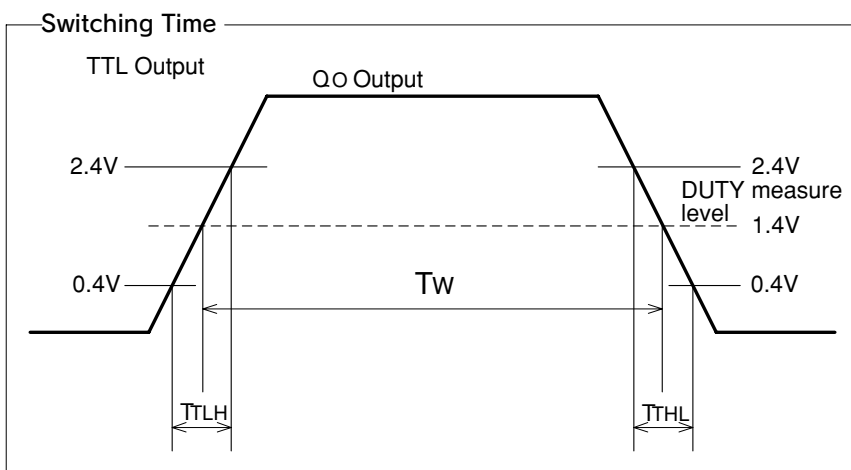 Switching Time
TTL Output
QO Output
2.4V
2.4V
DUTY measure
level
1.4V
0.4V
0.4V
TW
TTLH
TTHL